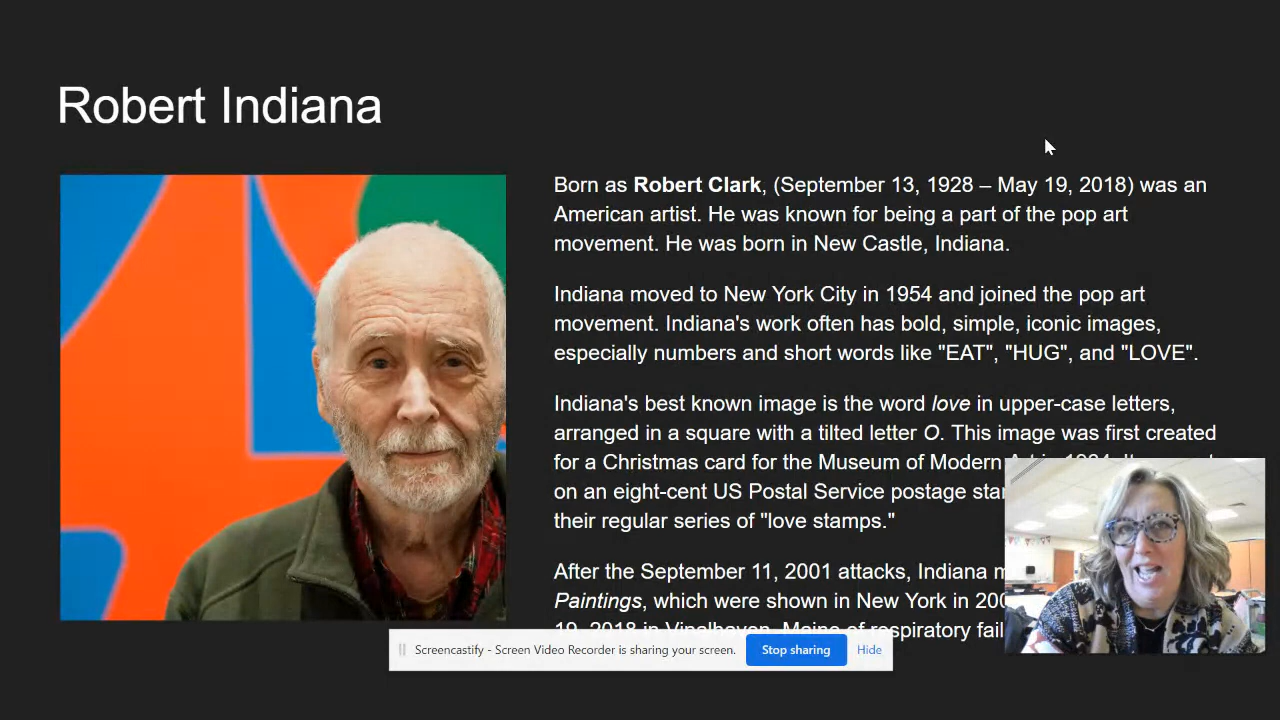 Robert Indiana
Born as Robert Clark, (September 13, 1928 – May 19, 2018) was an
American artist. He was known for being a part of the pop art
movement. He was born in New Castle, Indiana.
Indiana moved to New York City in 1954 and joined the pop art
movement. Indiana's work often has bold, simple, iconic images,
especially numbers and short words like "EAT", "HUG", and "LOVE".
Indiana's best known image is the word love in upper-case letters,
arranged in a square with a tilted letter O. This image was first created
for a Christmas card for the Museum of Modern
on an eight-cent US Postal Service postage
their regular series of "love stamps."
After the September 11, 2001 attacks, Indiana
Paintings, which were shown in New York in
19, 2018 in Vinalhaven, Maine of respiratory
Screencastify - Screen Video Recorder is sharing your screen. Stop sharing Hide